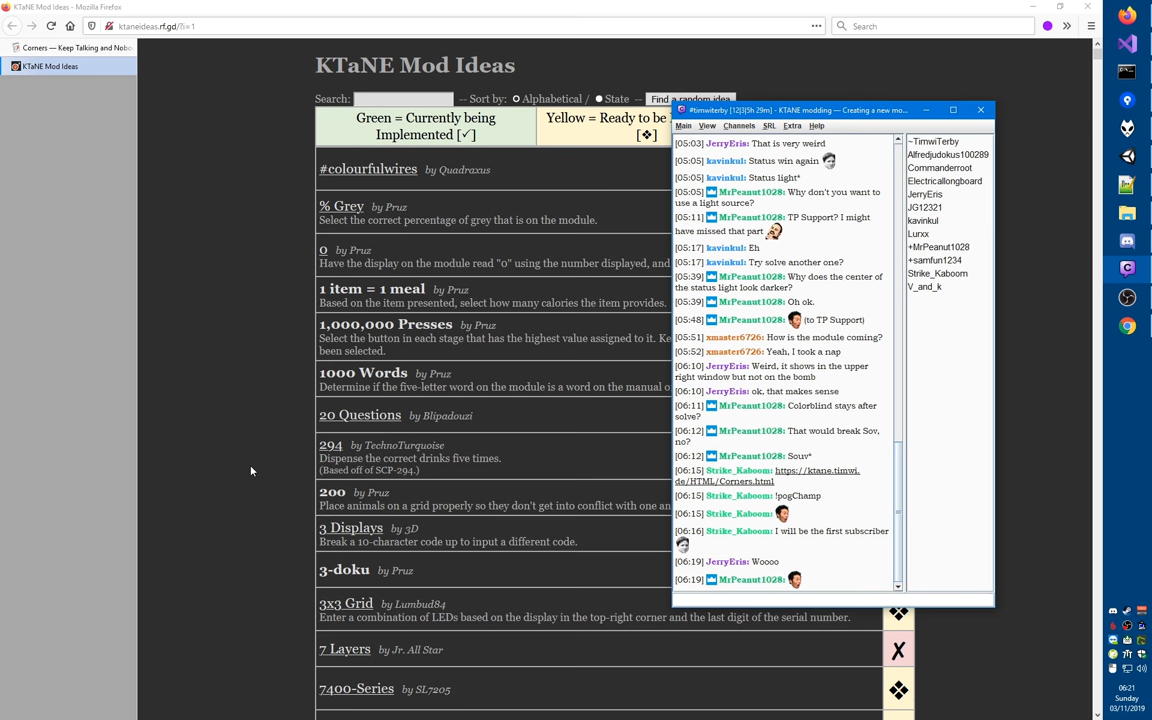 KTaNE Mod Ideas - Mozilla Firefox
ktaneideas.rf.gd/?i=1
Search
Corners — Keep Talking and Nobo
KTaNE Mod Ideas
KTaNE Mod Ideas
Search: -- Sort by: Alphabetical / State -- Find a random idea
Green = Currently being
Implemented [✓]
Yellow = Ready to be
[❖]
#colourfulwires by Quadraxus
% Grey by Pruz
Select the correct percentage of grey that is on the module.
0 by Pruz
Have the display on the module read "0" using the number displayed, and
1 item = 1 meal by Pruz
Based on the item presented, select how many calories the item provides.
1,000,000 Presses by Pruz
Select the button in each stage that has the highest value assigned to it. Ke
been selected.
1000 Words by Pruz
Determine if the five-letter word on the module is a word on the manual o
20 Questions by Blipadouzi
294 by TechnoTurquoise
Dispense the correct drinks five times.
(Based off of SCP-294.)
200 by Pruz
Place animals on a grid properly so they don't get into conflict with one an
3 Displays by 3D
Break a 10-character code up to input a different code.
3-doku by Pruz
3x3 Grid by Lumbud84
Enter a combination of LEDs based on the display in the top-right corner and the last digit of the serial number.
❖
7 Layers by Jr. All Star
✗
7400-Series by SL7205
❖
#timwiterby [12|3|5h 29m] - KTANE modding — Creating a new mo...
Main View Channels SRL Extra Help
[05:03] JerryEris: That is very weird
[05:05] kavinkul: Status win again
[05:05] kavinkul: Status light*
[05:05] MrPeanut1028: Why don't you want to
use a light source?
[05:11] MrPeanut1028: TP Support? I might
have missed that part
[05:17] kavinkul: Eh
[05:17] kavinkul: Try solve another one?
[05:39] MrPeanut1028: Why does the center of
the status light look darker?
[05:39] MrPeanut1028: Oh ok.
[05:48] MrPeanut1028: (to TP Support)
[05:51] xmaster6726: How is the module coming?
[05:52] xmaster6726: Yeah, I took a nap
[06:10] JerryEris: Weird, it shows in the upper
right window but not on the bomb
[06:10] JerryEris: ok, that makes sense
[06:11] MrPeanut1028: Colorblind stays after
solve?
[06:12] MrPeanut1028: That would break Sov,
no?
[06:12] MrPeanut1028: Souv*
[06:15] Strike_Kaboom: https://ktane.timwi.
de/HTML/Corners.html
[06:15] Strike_Kaboom: !pogChamp
[06:15] Strike_Kaboom:
[06:16] Strike_Kaboom: I will be the first subscriber
[06:19] JerryEris: Woooo
[06:19] MrPeanut1028:
~TimwiTerby
Alfredjudokus100289
Commanderroot
Electricallongboard
JerryEris
JG12321
kavinkul
Lurxx
+MrPeanut1028
+samfun1234
Strike_Kaboom
V_and_k
06:21
Sunday
03/11/2019